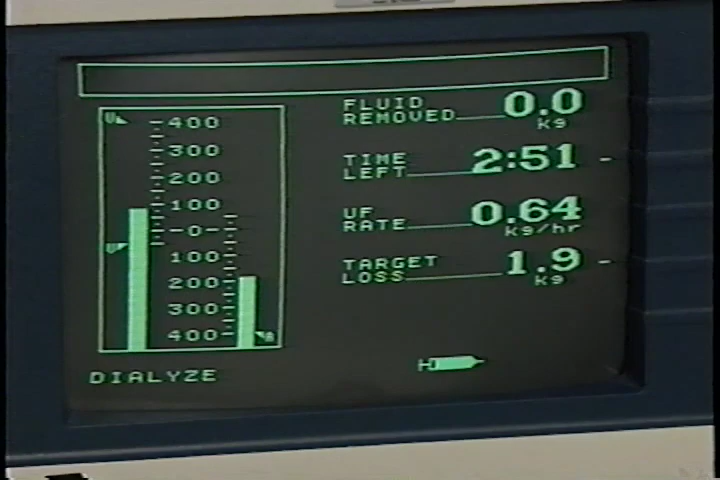 FLUID REMOVED 0.0 kg
TIME LEFT 2:51
UF RATE 0.64 kg/hr
TARGET LOSS 1.9 kg
V
400
300
200
100
-0-
100
200
300
400
DIALYZE